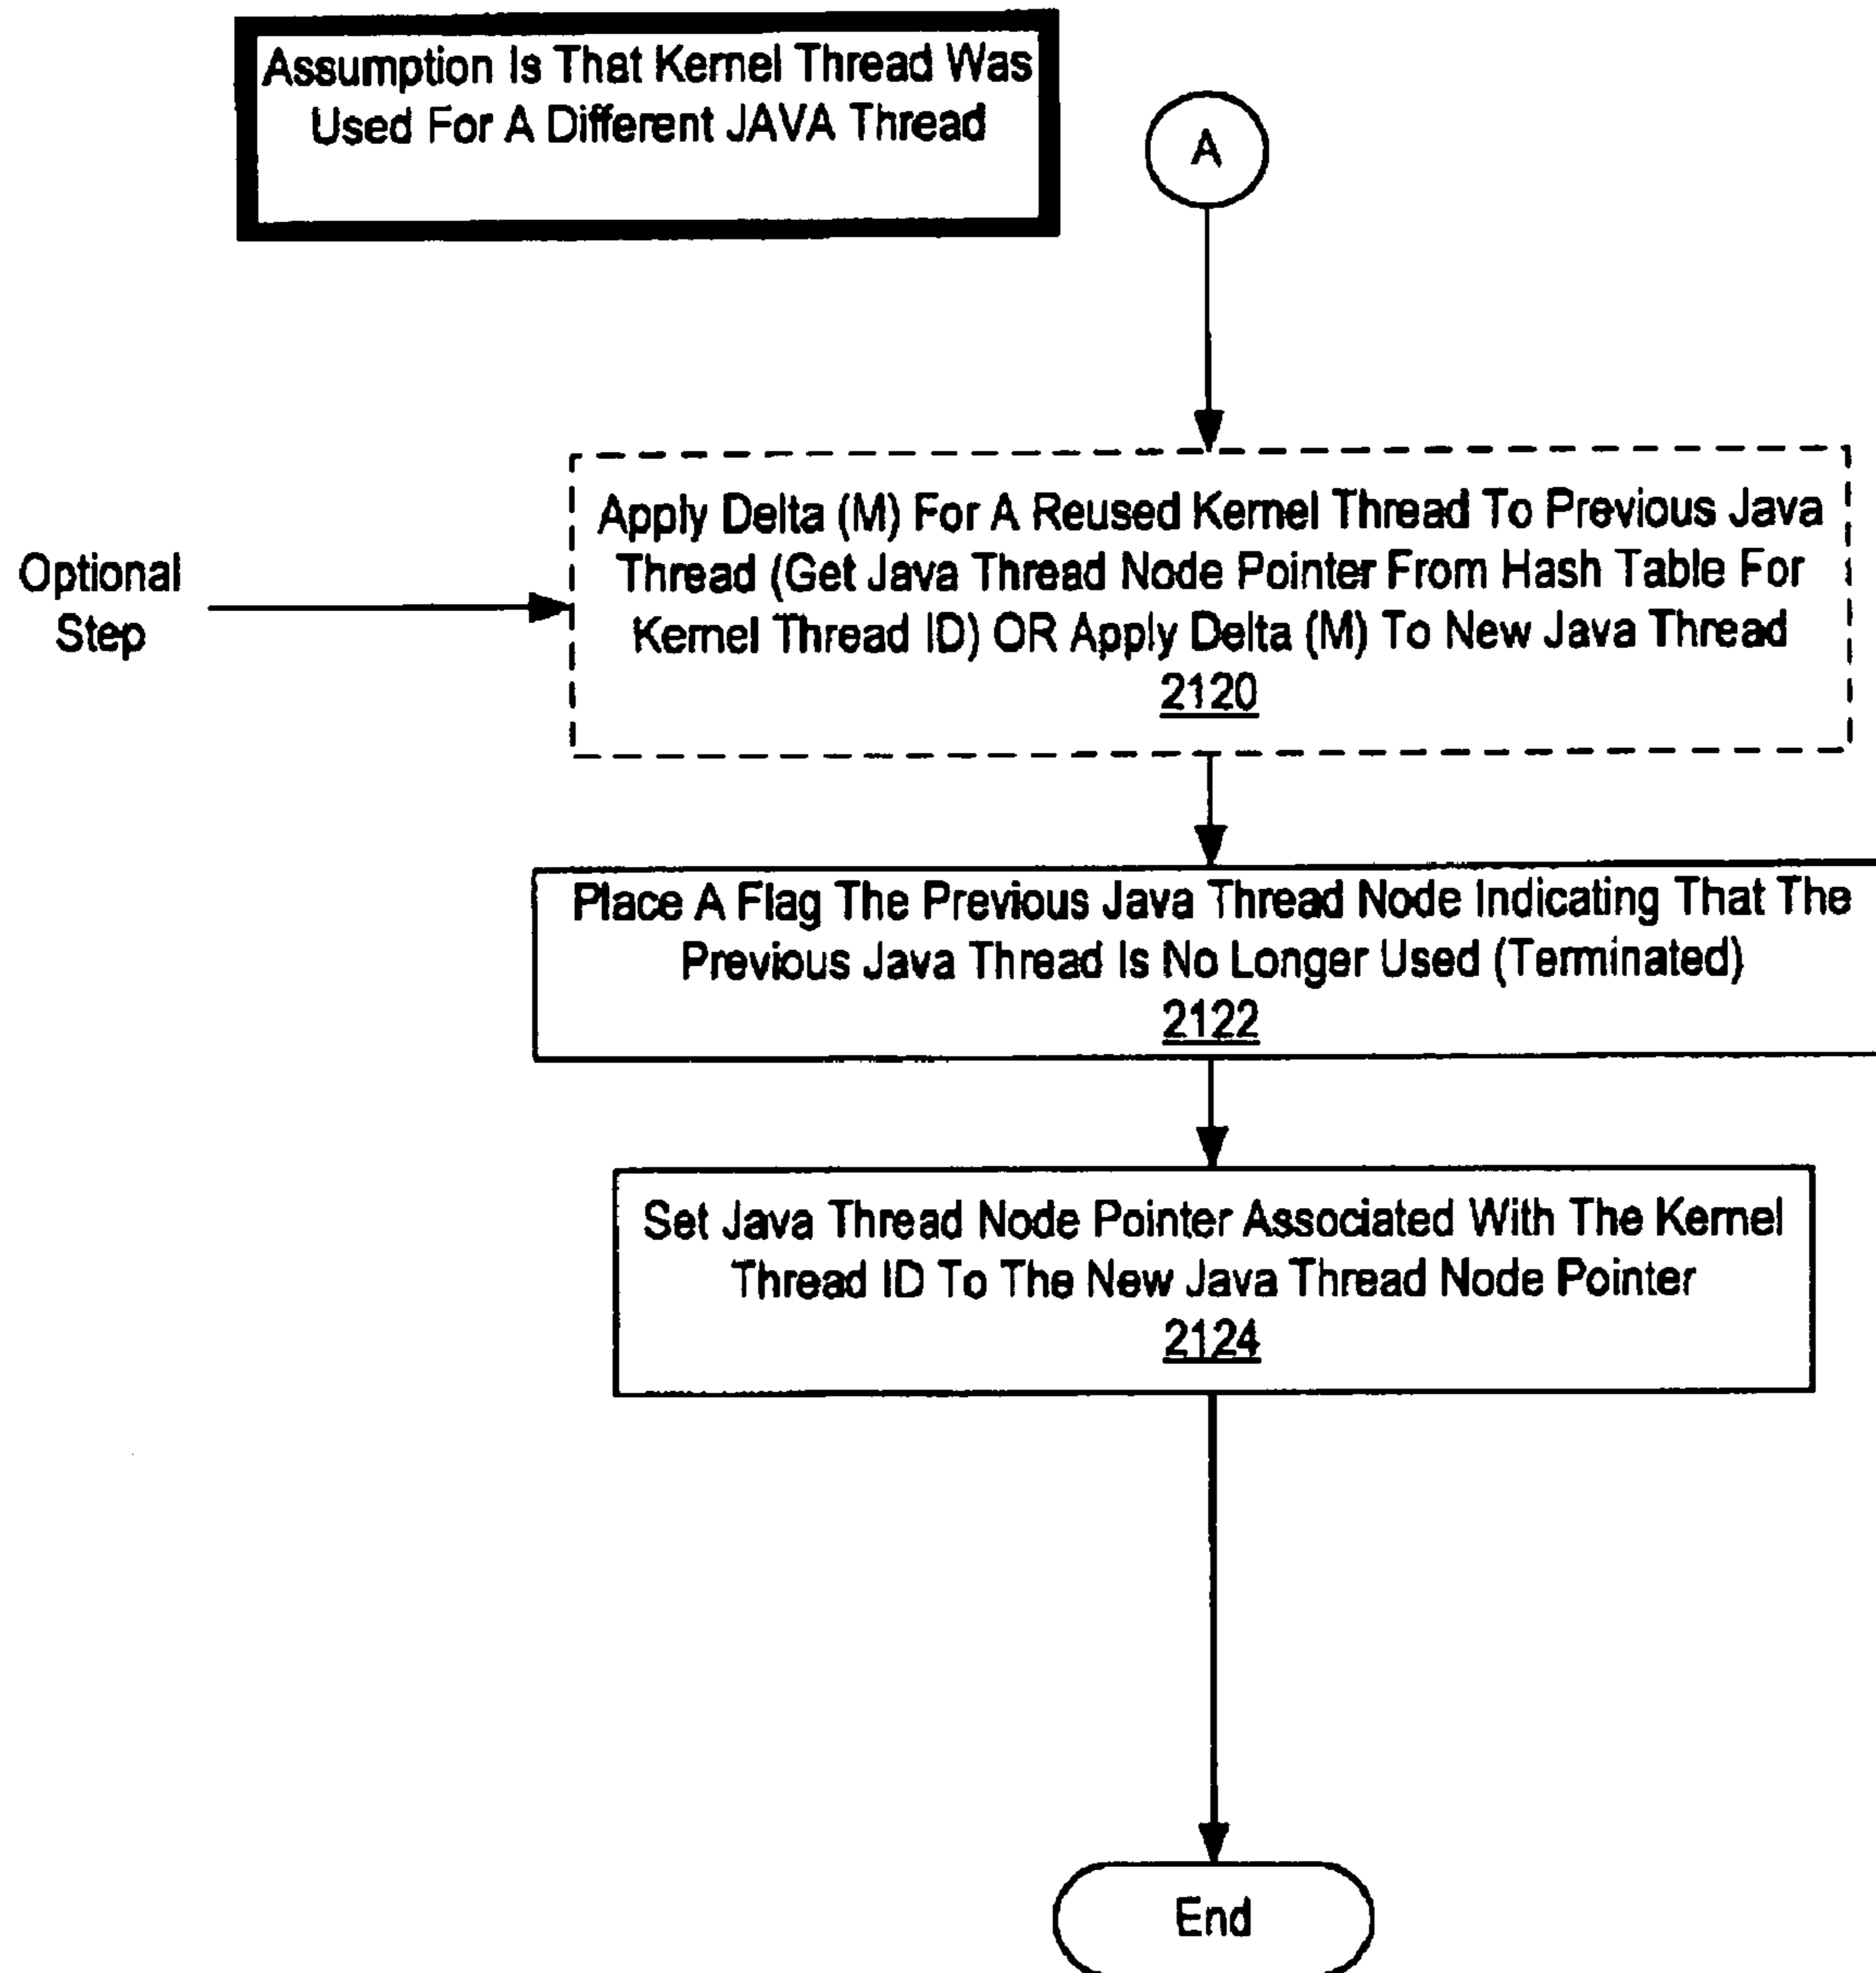 Assumption Is That Kernel Thread Was
Used For A Different JAVA Thread
A
Apply Delta (M) For A Reused Kernel Thread To Previous Java
Thread (Get Java Thread Node Pointer From Hash Table For
Kernel Thread ID) OR Apply Delta (M) To New Java Thread
2120
Optional
Step
Place A Flag The Previous Java Thread Node Indicating That The
Previous Java Thread Is No Longer Used (Terminated)
2122
Set Java Thread Node Pointer Associated With The Kernel
Thread ID To The New Java Thread Node Pointer
2124
End